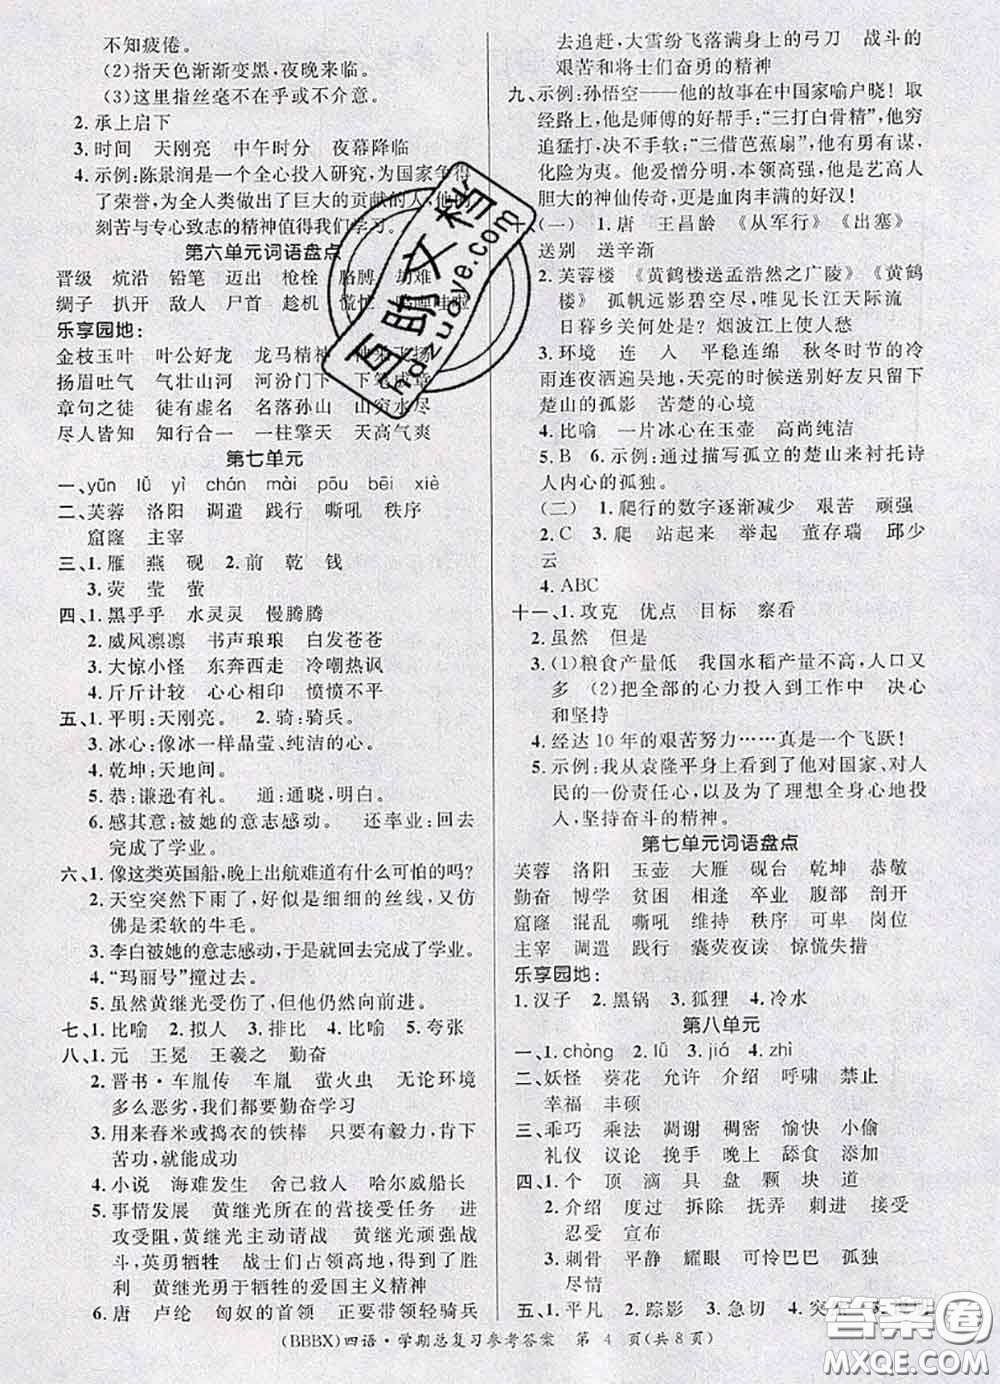 不知疲倦。
(2)指天色渐渐变黑,夜晚来临。
(3)这里指丝毫不在乎或不介意。
2. 承上启下
3. 时间 天刚亮 中午时分 夜幕降临
4. 示例:陈景润是一个全心投入研究,为国家争得
了荣誉,为全人类做出了巨大的贡献的人,他的
刻苦与专心致志的精神值得我们学习。
第六单元词语盘点
晋级 炕沿 铅笔 迈出 枪栓 胳膊 劫难
绸子 扒开 敌人 尸首 趁机 慌忙
乐享园地:
金枝玉叶 叶公好龙 龙马精神 神采飞扬
扬眉吐气 气壮山河 河汾门下 下笔成章
章句之徒 徒有虚名 名落孙山 山穷水尽
尽人皆知 知行合一 一柱擎天 天高气爽
第七单元
一、yūn lǔ yì chán mài pōu bēi xiè
二、芙蓉 洛阳 调遣 践行 嘶吼 秩序
窟窿 主宰
三、1. 雁 燕 砚 2. 前 乾 钱
3. 荧 莹 萤
四、1. 黑乎乎 水灵灵 慢腾腾
2. 威风凛凛 书声琅琅 白发苍苍
3. 大惊小怪 东奔西走 冷嘲热讽
4. 斤斤计较 心心相印 愤愤不平
五、1. 平明:天刚亮。 2. 骑:骑兵。
3. 冰心:像冰一样晶莹、纯洁的心。
4. 乾坤:天地间。
5. 恭:谦逊有礼。 通:通晓,明白。
6. 感其意:被她的意志感动。 还卒业:回去
完成了学业。
六、1. 像这类英国船,晚上出航难道有什么可怕的吗?
2. 天空突然下雨了,好似是细细的丝线,又仿
佛是柔软的牛毛。
3. 李白被她的意志感动,于是就回去完成了学业。
4. “玛丽号”撞过去。
5. 虽然黄继光受伤了,但他仍然向前进。
七、1. 比喻 2. 拟人 3. 排比 4. 比喻 5. 夸张
八、1. 元 王冕 王羲之 勤奋
2. 晋书·车胤传 车胤 萤火虫 无论环境
多么恶劣,我们都要勤奋学习
3. 用来舂米或捣衣的铁棒 只要有毅力,肯下
苦功,就能成功
4. 小说 海难发生 舍己救人 哈尔威船长
5. 事情发展 黄继光所在的营接受任务 进
攻受阻,黄继光主动请战 黄继光顽强战
斗,英勇牺牲 战士们占领高地,取得了胜
利 黄继光勇于牺牲的爱国主义精神
6. 唐 卢纶 匈奴的首领 正要带领轻骑兵
去追赶,大雪纷飞落满身上的弓刀 战斗的
艰苦和将士们奋勇的精神
九、示例:孙悟空——他的故事在中国家喻户晓!取
经路上,他是师傅的好帮手:“三打白骨精”,他穷
追猛打,决不手软;“三借芭蕉扇”,他有勇有谋,
化险为夷。他爱憎分明,本领高强,他是艺高人
胆大的神仙传奇,更是血肉丰满的好汉!
(一)1. 唐 王昌龄 《从军行》 《出塞》
送别 送辛渐
2. 芙蓉楼 《黄鹤楼送孟浩然之广陵》 《黄鹤
楼》 孤帆远影碧空尽,唯见长江天际流
日暮乡关何处是?烟波江上使人愁
3. 环境 连 人 平稳连绵 秋冬时节的冷
雨连夜洒遍吴地,天亮的时候送别好友只留下
楚山的孤影 苦楚的心境
4. 比喻 一片冰心在玉壶 高尚纯洁
5. B 6. 示例:通过描写孤立的楚山来衬托诗
人内心的孤独。
(二)1. 爬行的数字逐渐减少 艰苦 顽强
2. C 3. 爬 站起来 举起 董存瑞 邱少
云
4. ABC
十一、1. 攻克 优点 目标 察看
2. 虽然 但是
3. (1)粮食产量低 我国水稻产量不高,人口又
多 (2)把全部的心力投入到工作中 决心
和坚持
4. 经达 10 年的艰苦努力……真是一个飞跃!
5. 示例:我从袁隆平身上看到了他对国家、对人
民的一份责任心,以及为了理想全身心地投
入,坚持奋斗的精神。
第七单元词语盘点
芙蓉 洛阳 玉壶 大雁 砚台 乾坤 恭敬
勤奋 博学 贫困 相逢 卒业 腹部 剖开
窟窿 混乱 嘶吼 维持 秩序 可卑 岗位
主宰 调遣 践行 囊萤夜读 惊慌失措
乐享园地:
1. 汉子 2. 黑锅 3. 狐狸 4. 冷水
第八单元
一、1. chòng 2. lǚ 3. jiá 4. zhì
二、妖怪 葵花 允许 介绍 呼啸 禁止
幸福 丰硕
三、乖巧 乘法 凋谢 稠密 愉快 小偷
礼仪 议论 挽手 晚上 舔食 添加
四、1. 个 顶 滴 具 盘 颗 块 道
2. 介绍 度过 拆除 抚弄 刺进 接受
忍受 宣布
3. 刺骨 平静 耀眼 可怜巴巴 孤独
尽情
五、1. 平凡 2. 踪影 3. 急切 4.
(BBBX)四语·学期总复习参考答案 第 4 页(共8页)
百助文档
hdzuoye.com
答案圈
MXQE.COM